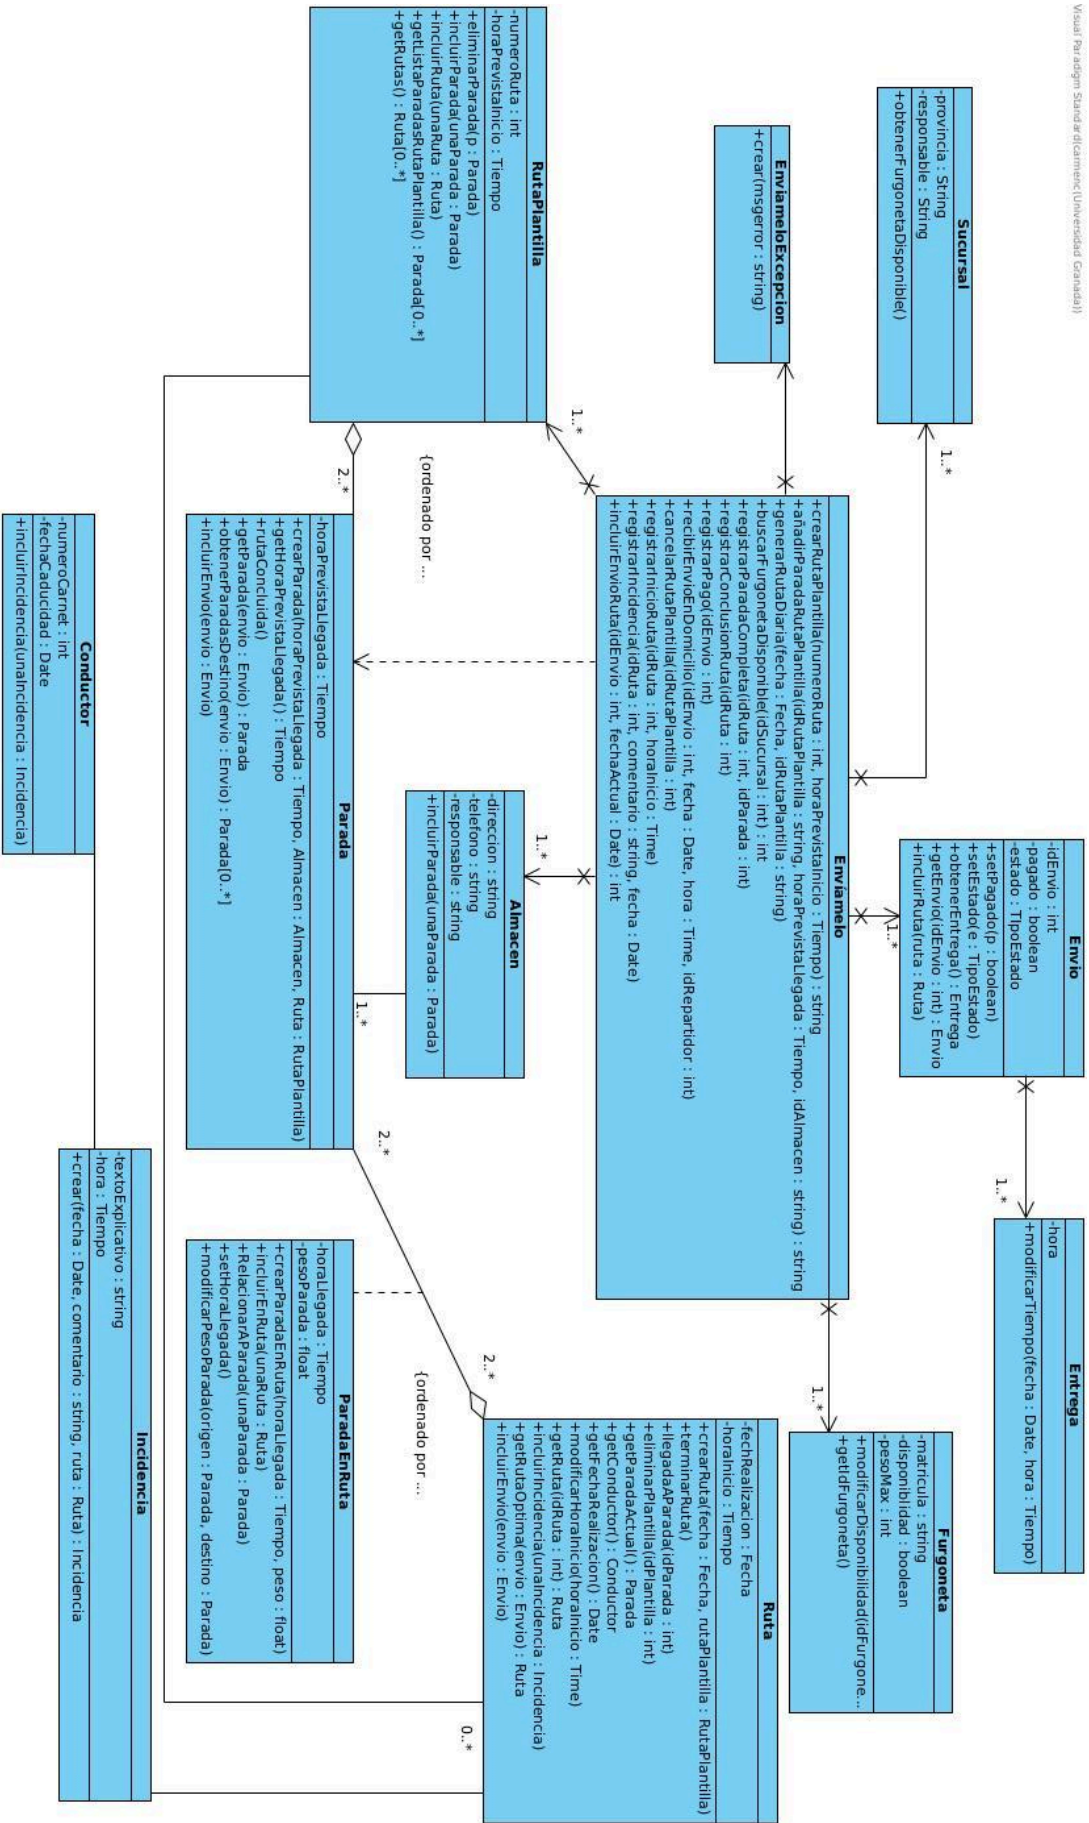 Visual Paradigm Standard(carmenc(Universidad Granada))
Sucursal
-provincia : String
-responsable : String
+obtenerFurgonetaDisponible()
1..*
Envio
-idEnvio : int
-pagado : boolean
-estado : TIpoEstado
+setPagado(p : boolean)
+setEstado(e : TipoEstado)
+obtenerEntrega() : Entrega
+getEnvio(idEnvio : int) : Envio
+incluirRuta(ruta : Ruta)
1..*
1..*
Entrega
-hora
+modificarTiempo(fecha : Date, hora : Tiempo)
EnviameloExcepcion
+crear(msgerror : string)
Envíamelo
+crearRutaPlantilla(numeroRuta : int, horaPrevistaInicio : Tiempo) : string
+añadirParadaRutaPlantilla(idRutaPlantilla : string, horaPrevistaLlegada : Tiempo, idAlmacen : string) : string
+generarRutaDiaria(fecha : Fecha, idRutaPlantilla : string)
+buscarFurgonetaDisponible(idSucursal : int) : int
+registrarParadaCompleta(idRuta : int, idParada : int)
+registrarConclusionRuta(idRuta : int)
+registraPago(idEnvio : int)
+recibirEnvioEnDomicilio(idEnvio : int, fecha : Date, hora : Time, idRepartidor : int)
+cancelarRutaPlantilla(idRutaPlantilla : int)
+registrarInicioRuta(idRuta : int, horaInicio : Time)
+registrarIncidencia(idRuta : int, comentario : string, fecha : Date)
+incluirEnvioRuta(idEnvio : int, fechaActual : Date) : int
1..*
Furgoneta
-matricula : string
-disponiblidad : boolean
-pesoMax : int
+modificarDisponibilidad(idFurgone...
+getIdFurgoneta()
1..*
RutaPlantilla
-numeroRuta : int
-horaPrevistaInicio : Tiempo
+eliminarParada(p : Parada)
+incluirParada(unaParada : Parada)
+incluirRuta(unaRuta : Ruta)
+getListaParadasRutaPlantilla() : Parada[0..*]
+getRutas() : Ruta[0..*]
{ordenado por ...
2..*
1..*
Almacen
-direccion : string
-telefono : string
-responsable : string
+incluirParada(unaParada : Parada)
1..*
Ruta
-fechRealizacion : Fecha
-horaInicio : Tiempo
+crearRuta(fecha : Fecha, rutaPlantilla : RutaPlantilla)
+terminarRuta()
+llegadaAParada(idParada : int)
+eliminarPlantilla(idPlantilla : int)
+getParadaActual() : Parada
+getConductor() : Conductor
+getFechaRealizacion() : Date
+modificarHoraInicio(horaInicio : Time)
+getRuta(idRuta : int) : Ruta
+incluirIncidencia(unaIncidencia : Incidencia)
+getRutaOptima(envio : Envio) : Ruta
+incluirEnvio(envio : Envio)
2..*
{ordenado por ...
2..*
0..*
Parada
-horaPrevistaLlegada : Tiempo
+crearParada(horaPrevistaLlegada : Tiempo, Almacen : Almacen, Ruta : RutaPlantilla)
+getHoraPrevistaLlegada() : Tiempo
+rutaConcluida()
+getParada(envio : Envio) : Parada
+obtenerParadasDestino(envio : Envio) : Parada[0..*]
+incluirEnvio(envio : Envio)
ParadaEnRuta
-horaLlegada : Tiempo
-pesoParada : float
+crearParadaEnRuta(horaLlegada : Tiempo, peso : float)
+incluirEnRuta(unaRuta : Ruta)
+RelacionarAParada(unaParada : Parada)
+setHoraLlegada()
+modificarPesoParada(origen : Parada, destino : Parada)
Conductor
-numeroCarnet : int
-fechaCaducidad : Date
+incluirIncidencia(unaIncidencia : Incidencia)
Incidencia
-textoExplicativo : string
-hora : Tiempo
+crear(fecha : Date, comentario : string, ruta : Ruta) : Incidencia